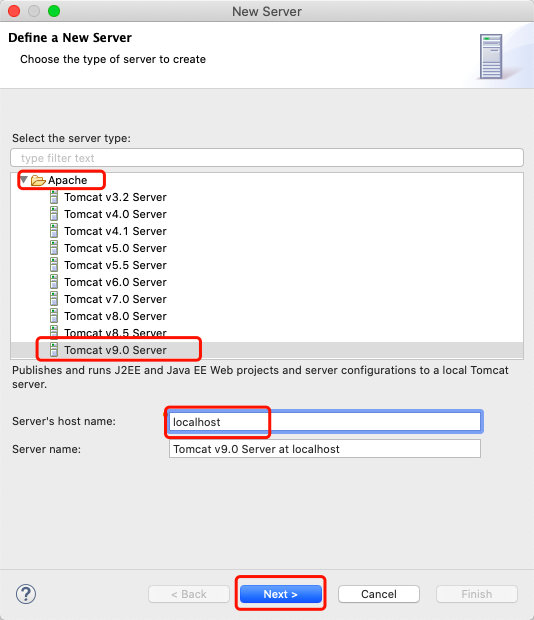 New Server
Define a New Server
Choose the type of server to create
Select the server type:
type filter text
Apache
Tomcat v3.2 Server
Tomcat v4.0 Server
Tomcat v4.1 Server
Tomcat v5.0 Server
Tomcat v5.5 Server
Tomcat v6.0 Server
Tomcat v7.0 Server
Tomcat v8.0 Server
Tomcat v8.5 Server
Tomcat v9.0 Server
Publishes and runs J2EE and Java EE Web projects and server configurations to a local Tomcat
server.
Server's host name:
localhost
Server name:
Tomcat v9.0 Server at localhost
?
< Back
Next >
Cancel
Finish